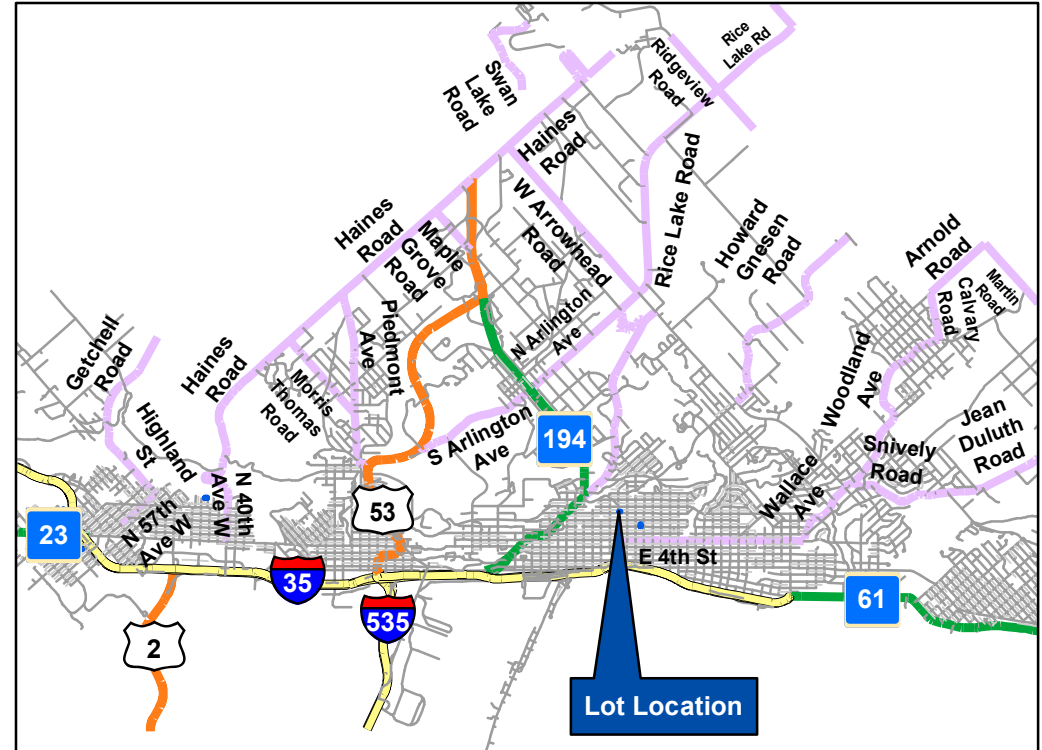 Rice
Lake Rd
Ridgeview
Road
Swan
Lake
Road
Haines
Road
W Arrowhead
Road
Rice Lake Road
Howard
Gnesen
Road
Arnold
Road
Martin
Road
Calvary
Road
Haines
Road
Maple
Grove
Road
N Arlington
Ave
Piedmont
Ave
Getchell
Road
Haines
Road
Morris
Thomas
Road
Highland
St
S Arlington
Ave
194
Woodland
Ave
Jean
Duluth
Road
Snively
Road
Wallace
Ave
N 40th
Ave W
N 57th
Ave W
53
23
E 4th St
35
535
61
2
Lot Location